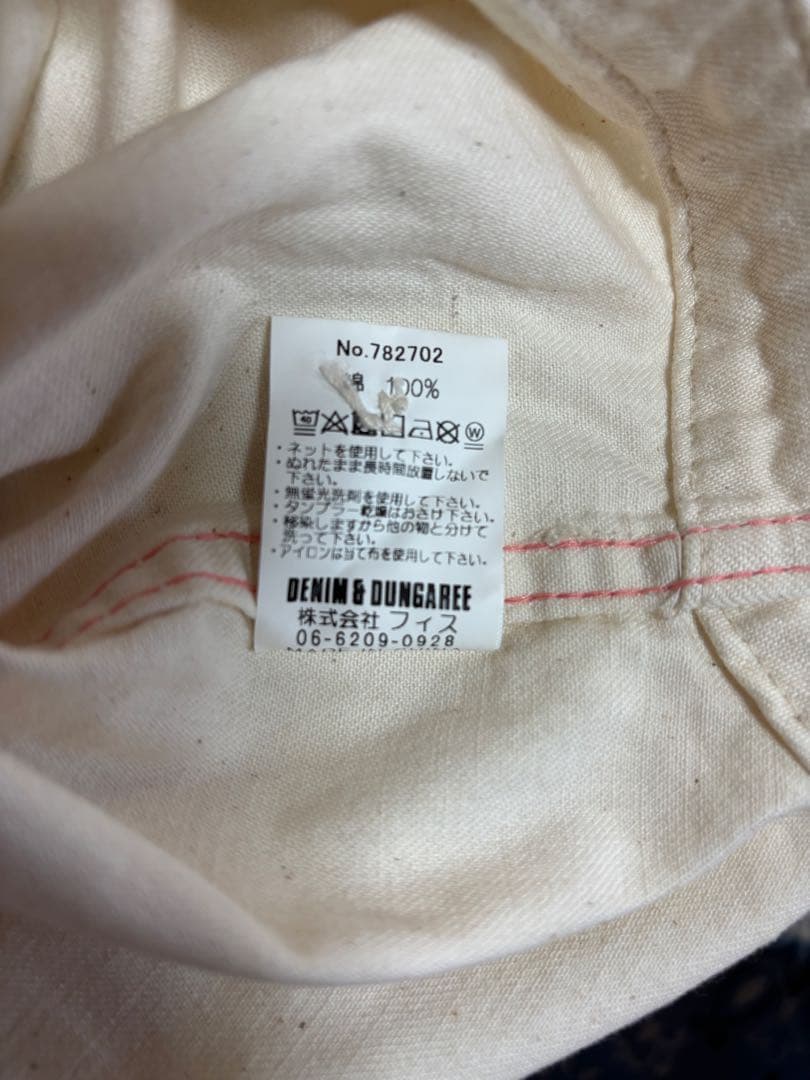 No.782702
綿 100%
40 W
・ネットを使用して下さい。
・ぬれたまま長時間放置しないで
下さい。
・無蛍光洗剤を使用して下さい。
・タンブラー乾燥はおさけ下さい。
・移染しますから他の物と分けて
洗って下さい。
・アイロンは当て布を使用して下さい。
DENIM & DUNGAREE
株式会社 フィス
06-6209-0928